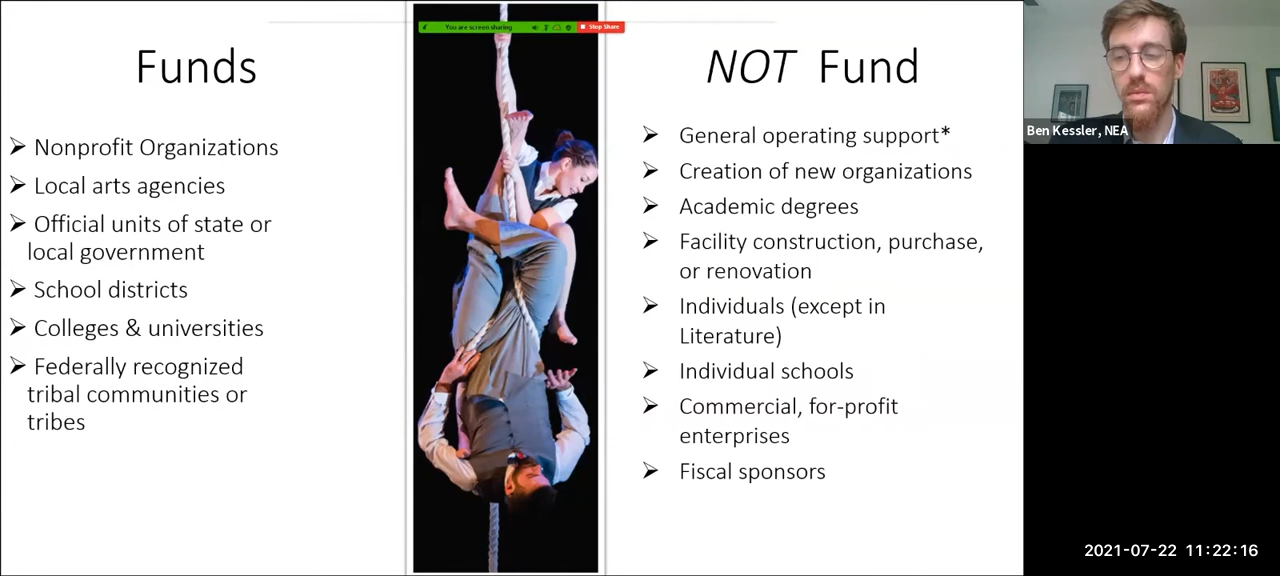 You are screen sharing
Stop Share
Funds
Nonprofit Organizations
Local arts agencies
Official units of state or
local government
School districts
Colleges & universities
Federally recognized
tribal communities or
tribes
NOT Fund
General operating support*
Creation of new organizations
Academic degrees
Facility construction, purchase,
or renovation
Individuals (except in
Literature)
Individual schools
Commercial, for-profit
enterprises
Fiscal sponsors
Ben Kessler, NEA
2021-07-22 11:22:16